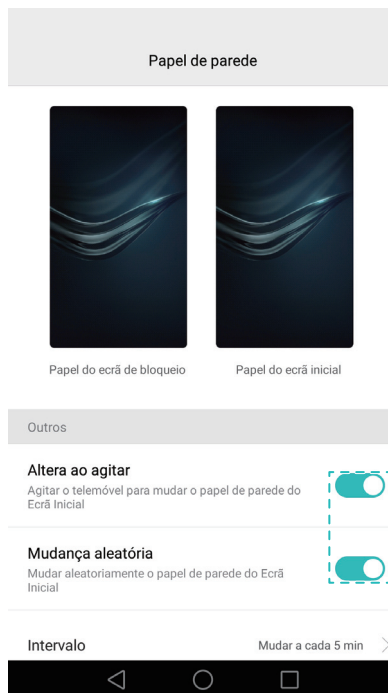 Papel de parede
Papel do ecrã de bloqueio
Papel do ecrã inicial
Outros
Altera ao agitar
Agitar o telemóvel para mudar o papel de parede do
Ecrã Inicial
Mudança aleatória
Mudar aleatoriamente o papel de parede do Ecrã
Inicial
Intervalo
Mudar a cada 5 min